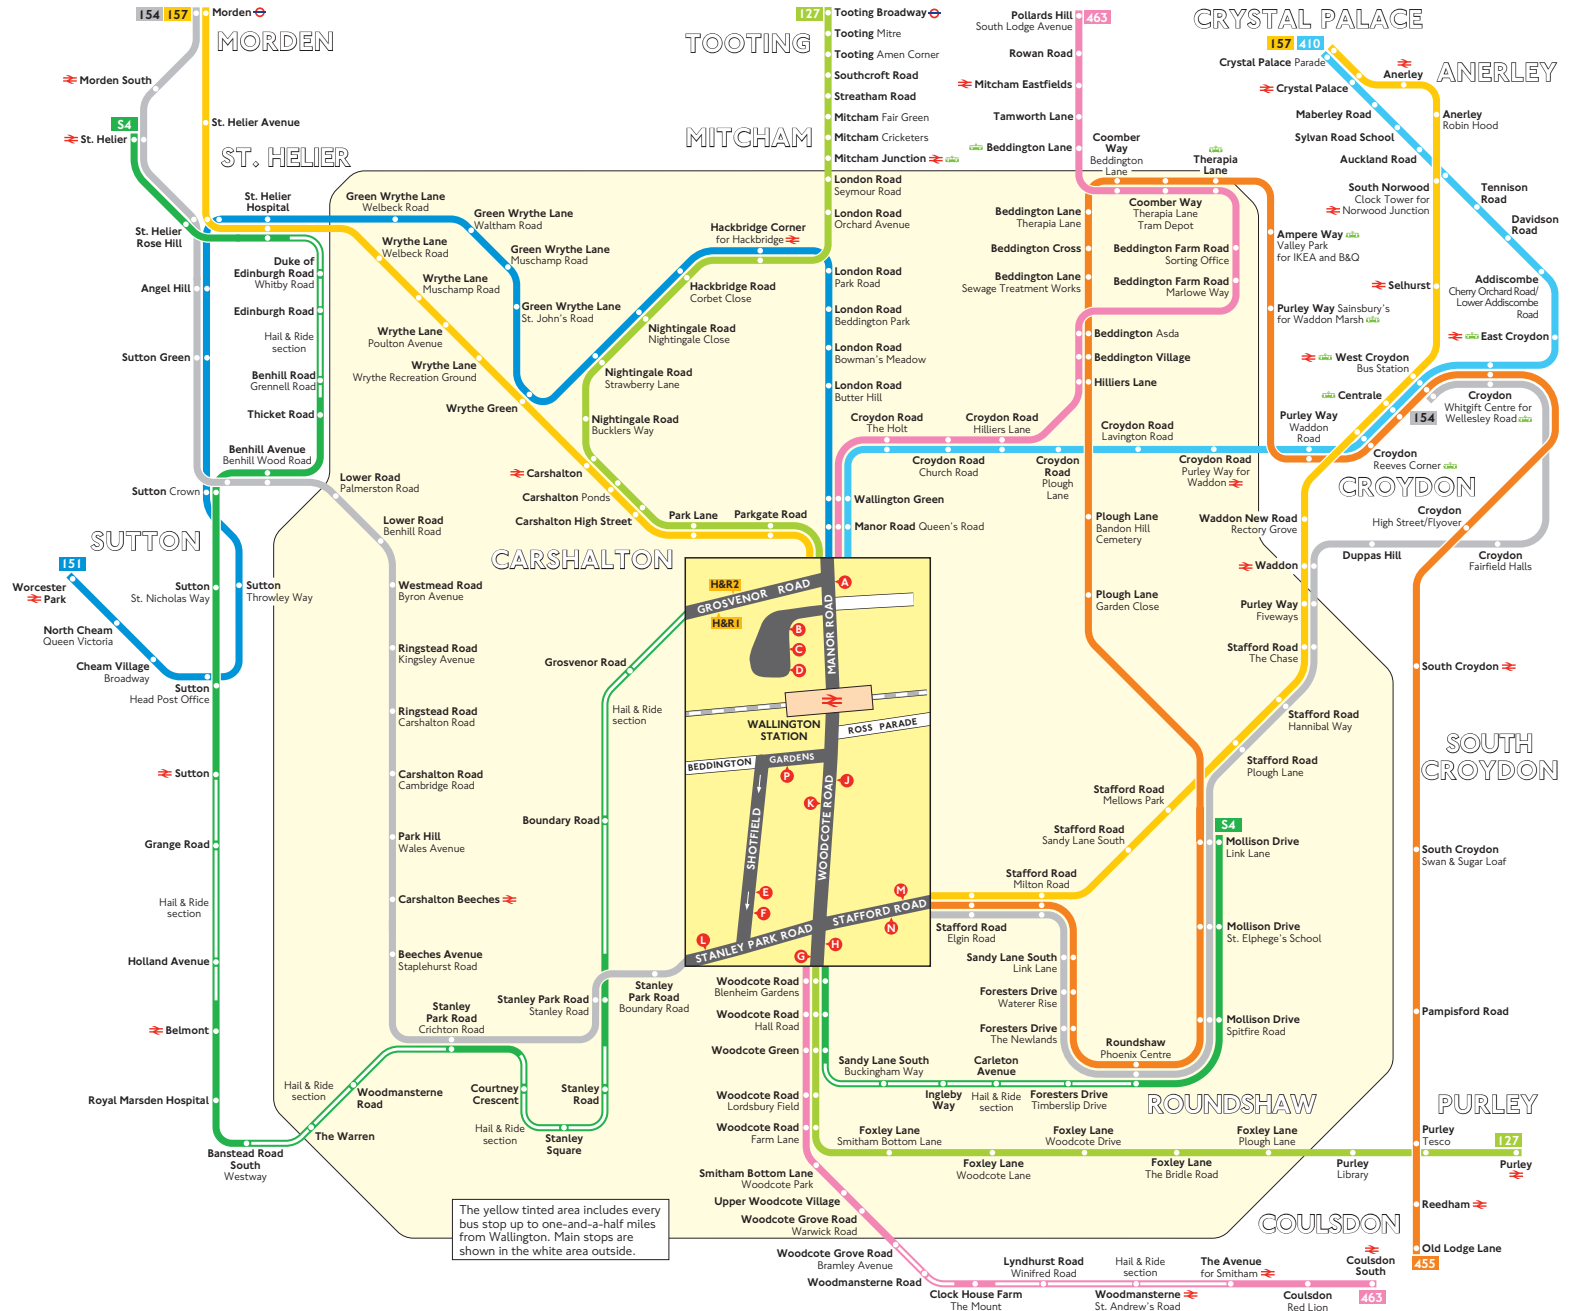 154 157 Morden
MORDEN
Morden South
S4
St. Helier
St. Helier Avenue
ST. HELIER
127
Tooting Broadway
Tooting Mitre
Tooting Amen Corner
Southcroft Road
Streatham Road
Mitcham Fair Green
Mitcham Cricketers
Mitcham Junction
London Road
Seymour Road
London Road
Orchard Avenue
TOOTING
MITCHAM
Pollards Hill
South Lodge Avenue
463
Rowan Road
Mitcham Eastfields
Tamworth Lane
Beddington Lane
Coomber
Way
Beddington
Lane
Therapia
Lane
Coomber Way
Therapia Lane
Tram Depot
CRYSTAL PALACE
157 410
Crystal Palace Parade
Crystal Palace
Maberley Road
Sylvan Road School
Auckland Road
Anerley
ANERLEY
Anerley
Robin Hood
South Norwood
Clock Tower for
Norwood Junction
Tennison
Road
Davidson
Road
Addiscombe
Cherry Orchard Road/
Lower Addiscombe
Road
East Croydon
Selhurst
West Croydon
Bus Station
Centrale
154
Croydon
Whitgift Centre for
Wellesley Road
Croydon
Reeves Corner
CROYDON
Croydon
High Street/Flyover
Duppas Hill
Croydon
Fairfield Halls
St. Helier
Rose Hill
St. Helier
Hospital
Green Wrythe Lane
Welbeck Road
Green Wrythe Lane
Waltham Road
Green Wrythe Lane
Muschamp Road
Green Wrythe Lane
St. John's Road
Wrythe Lane
Welbeck Road
Wrythe Lane
Muschamp Road
Wrythe Lane
Poulton Avenue
Wrythe Lane
Wrythe Recreation Ground
Wrythe Green
Hackbridge Corner
for Hackbridge
Hackbridge Road
Corbet Close
Nightingale Road
Nightingale Close
Nightingale Road
Strawberry Lane
Nightingale Road
Bucklers Way
Carshalton
Carshalton Ponds
Carshalton High Street
Park Lane
Parkgate Road
CARSHALTON
London Road
Park Road
London Road
Beddington Park
London Road
Bowman's Meadow
London Road
Butter Hill
Beddington Lane
Therapia Lane
Beddington Cross
Beddington Lane
Sewage Treatment Works
Beddington Farm Road
Sorting Office
Beddington Farm Road
Marlowe Way
Beddington Asda
Beddington Village
Hilliers Lane
Ampere Way
Valley Park
for IKEA and B&Q
Purley Way Sainsbury's
for Waddon Marsh
Purley Way
Waddon
Road
Croydon Road
The Holt
Croydon Road
Hilliers Lane
Croydon Road
Church Road
Croydon
Road
Plough
Lane
Croydon Road
Lavington Road
Croydon Road
Purley Way for
Waddon
Wallington Green
Manor Road Queen's Road
Plough Lane
Bandon Hill
Cemetery
Plough Lane
Garden Close
Waddon New Road
Rectory Grove
Waddon
Purley Way
Fiveways
Stafford Road
The Chase
Stafford Road
Hannibal Way
Stafford Road
Plough Lane
Stafford Road
Mellows Park
Stafford Road
Sandy Lane South
Stafford Road
Milton Road
Stafford Road
Elgin Road
Duke of
Edinburgh Road
Whitby Road
Edinburgh Road
Hail & Ride
section
Benhill Road
Grennell Road
Thicket Road
Benhill Avenue
Benhill Wood Road
Angel Hill
Sutton Green
Sutton Crown
SUTTON
151
Worcester
Park
North Cheam
Queen Victoria
Cheam Village
Broadway
Sutton
St. Nicholas Way
Sutton
Throwley Way
Sutton
Head Post Office
Sutton
Grange Road
Hail & Ride
section
Holland Avenue
Belmont
Royal Marsden Hospital
Banstead Road
South
Westway
The Warren
Hail & Ride
section
Woodmansterne
Road
Lower Road
Palmerston Road
Lower Road
Benhill Road
Westmead Road
Byron Avenue
Ringstead Road
Kingsley Avenue
Ringstead Road
Carshalton Road
Carshalton Road
Cambridge Road
Park Hill
Wales Avenue
Carshalton Beeches
Beeches Avenue
Staplehurst Road
Stanley
Park Road
Crichton Road
Stanley Park Road
Stanley Road
Stanley
Park Road
Boundary Road
Courtney
Crescent
Hail & Ride
section
Stanley
Square
Stanley
Road
Grosvenor Road
Hail & Ride
section
Boundary Road
H&R2
GROSVENOR ROAD
H&R1
MANOR ROAD
A
B
C
D
WALLINGTON
STATION
ROSS PARADE
BEDDINGTON GARDENS
P
J
K
SHOTFIELD
WOODCOTE ROAD
E
F
M
N
STAFFORD ROAD
L
STANLEY PARK ROAD
G
H
Woodcote Road
Blenheim Gardens
Woodcote Road
Hall Road
Woodcote Green
Woodcote Road
Lordsbury Field
Woodcote Road
Farm Lane
Smitham Bottom Lane
Woodcote Park
Upper Woodcote Village
Woodcote Grove Road
Warwick Road
Woodcote Grove Road
Bramley Avenue
Woodmansterne Road
Clock House Farm
The Mount
Lyndhurst Road
Winifred Road
Hail & Ride
section
Woodmansterne
St. Andrew's Road
The Avenue
for Smitham
Coulsdon
Red Lion
Coulsdon
South
463
COULSDON
Sandy Lane South
Link Lane
Foresters Drive
Waterer Rise
Foresters Drive
The Newlands
Roundshaw
Phoenix Centre
S4
Mollison Drive
Link Lane
Mollison Drive
St. Elphege's School
Mollison Drive
Spitfire Road
Sandy Lane South
Buckingham Way
Ingleby
Way
Carleton
Avenue
Hail & Ride
section
Foresters Drive
Timberslip Drive
ROUNDSHAW
Foxley Lane
Smitham Bottom Lane
Foxley Lane
Woodcote Lane
Foxley Lane
Woodcote Drive
Foxley Lane
The Bridle Road
Foxley Lane
Plough Lane
Purley
Library
Purley
Tesco
127
Purley
PURLEY
South Croydon
SOUTH
CROYDON
South Croydon
Swan & Sugar Loaf
Pampisford Road
Reedham
Old Lodge Lane
455
The yellow tinted area includes every
bus stop up to one-and-a-half miles
from Wallington. Main stops are
shown in the white area outside.